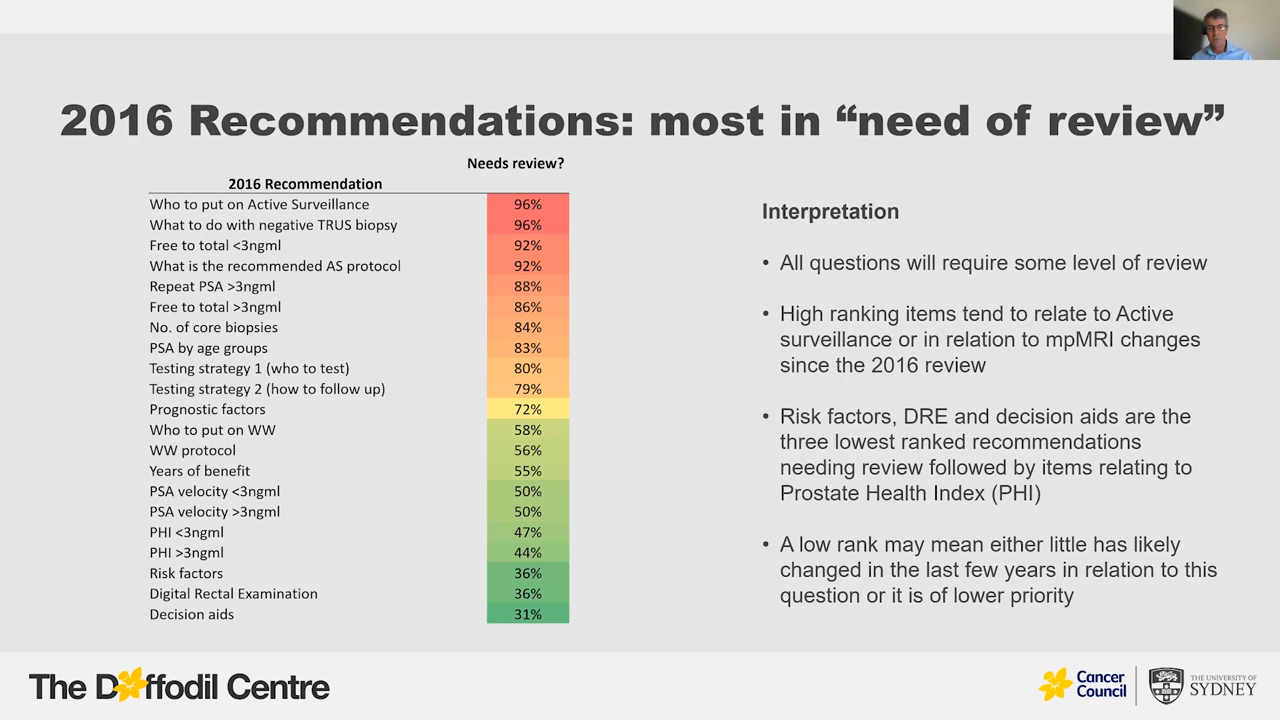 2016 Recommendations: most in “need of review”
Needs review?
2016 Recommendation
Who to put on Active Surveillance 96%
What to do with negative TRUS biopsy 96%
Free to total <3ngml 92%
What is the recommended AS protocol 92%
Repeat PSA >3ngml 88%
Free to total >3ngml 86%
No. of core biopsies 84%
PSA by age groups 83%
Testing strategy 1 (who to test) 80%
Testing strategy 2 (how to follow up) 79%
Prognostic factors 72%
Who to put on WW 58%
WW protocol 56%
Years of benefit 55%
PSA velocity <3ngml 50%
PSA velocity >3ngml 50%
PHI <3ngml 47%
PHI >3ngml 44%
Risk factors 36%
Digital Rectal Examination 36%
Decision aids 31%
Interpretation
• All questions will require some level of review
• High ranking items tend to relate to Active
surveillance or in relation to mpMRI changes
since the 2016 review
• Risk factors, DRE and decision aids are the
three lowest ranked recommendations
needing review followed by items relating to
Prostate Health Index (PHI)
• A low rank may mean either little has likely
changed in the last few years in relation to this
question or it is of lower priority
The Daffodil Centre
Cancer
Council
THE UNIVERSITY OF
SYDNEY